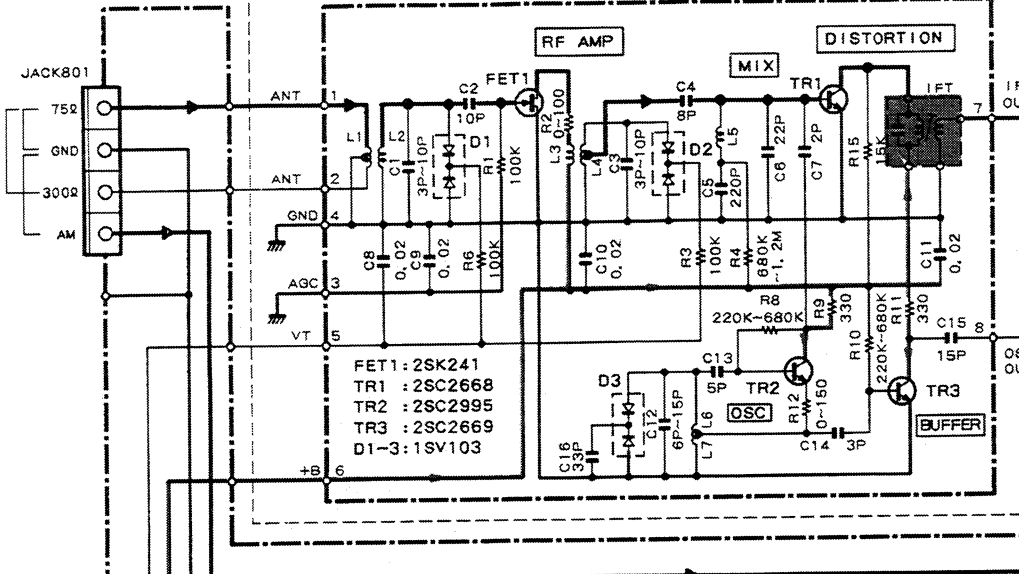 RF AMP
DISTORTION
MIX
JACK801
75Ω
GND
300Ω
AM
ANT
1
ANT
2
GND
4
AGC
3
VT
5
+B
6
L1
L2
C1
3P~10P
D1
C2
10P
R1
100K
FET1
R2
0~100
L3
L4
C3
3P~10P
D2
C4
8P
L5
C5
220P
C6
22P
C7
2P
TR1
R15
15K
IFT
7
C8
0.02
C9
0.02
R6
100K
C10
0.02
R3
100K
R4
680K
~1.2M
C11
0.02
R8
220K~680K
R9
330
R10
220K~680K
R11
330
C15
15P
8
FET1:2SK241
TR1 :2SC2668
TR2 :2SC2995
TR3 :2SC2669
D1-3:1SV103
D3
C16
33P
C12
6P~15P
L6
L7
C13
5P
TR2
OSC
R12
0~150
C14
3P
TR3
BUFFER